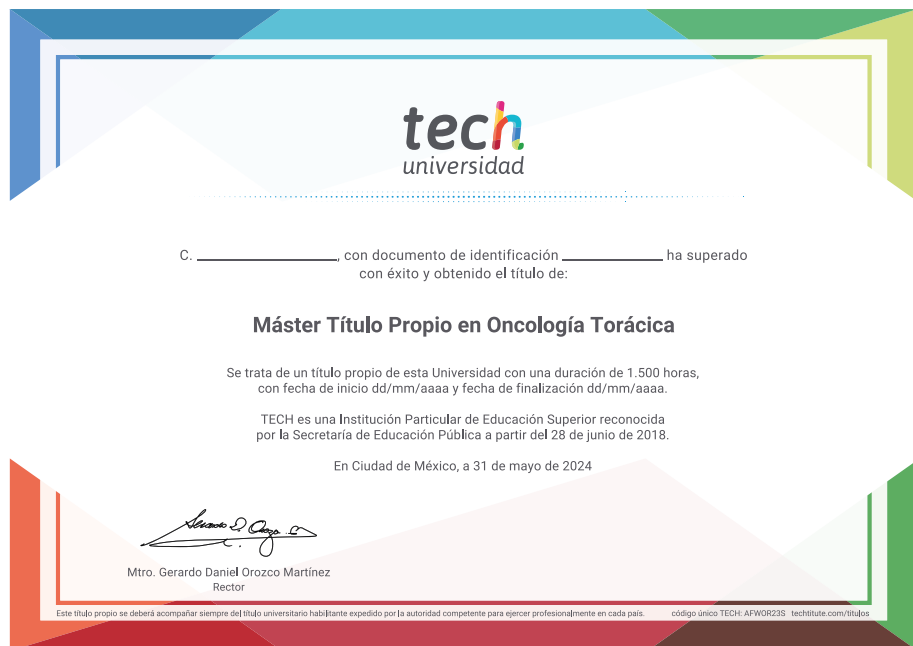 tech
universidad
C. ____________, con documento de identificación ____________ ha superado
con éxito y obtenido el título de:
Máster Título Propio en Oncología Torácica
Se trata de un título propio de esta Universidad con una duración de 1.500 horas,
con fecha de inicio dd/mm/aaaa y fecha de finalización dd/mm/aaaa.
TECH es una Institución Particular de Educación Superior reconocida
por la Secretaría de Educación Pública a partir del 28 de junio de 2018.
En Ciudad de México, a 31 de mayo de 2024
Mtro. Gerardo Daniel Orozco Martínez
Rector
Este título propio se deberá acompañar siempre del título universitario habilitante expedido por la autoridad competente para ejercer profesionalmente en cada país. código único TECH: AFWOR23S techtitute.com/titulos